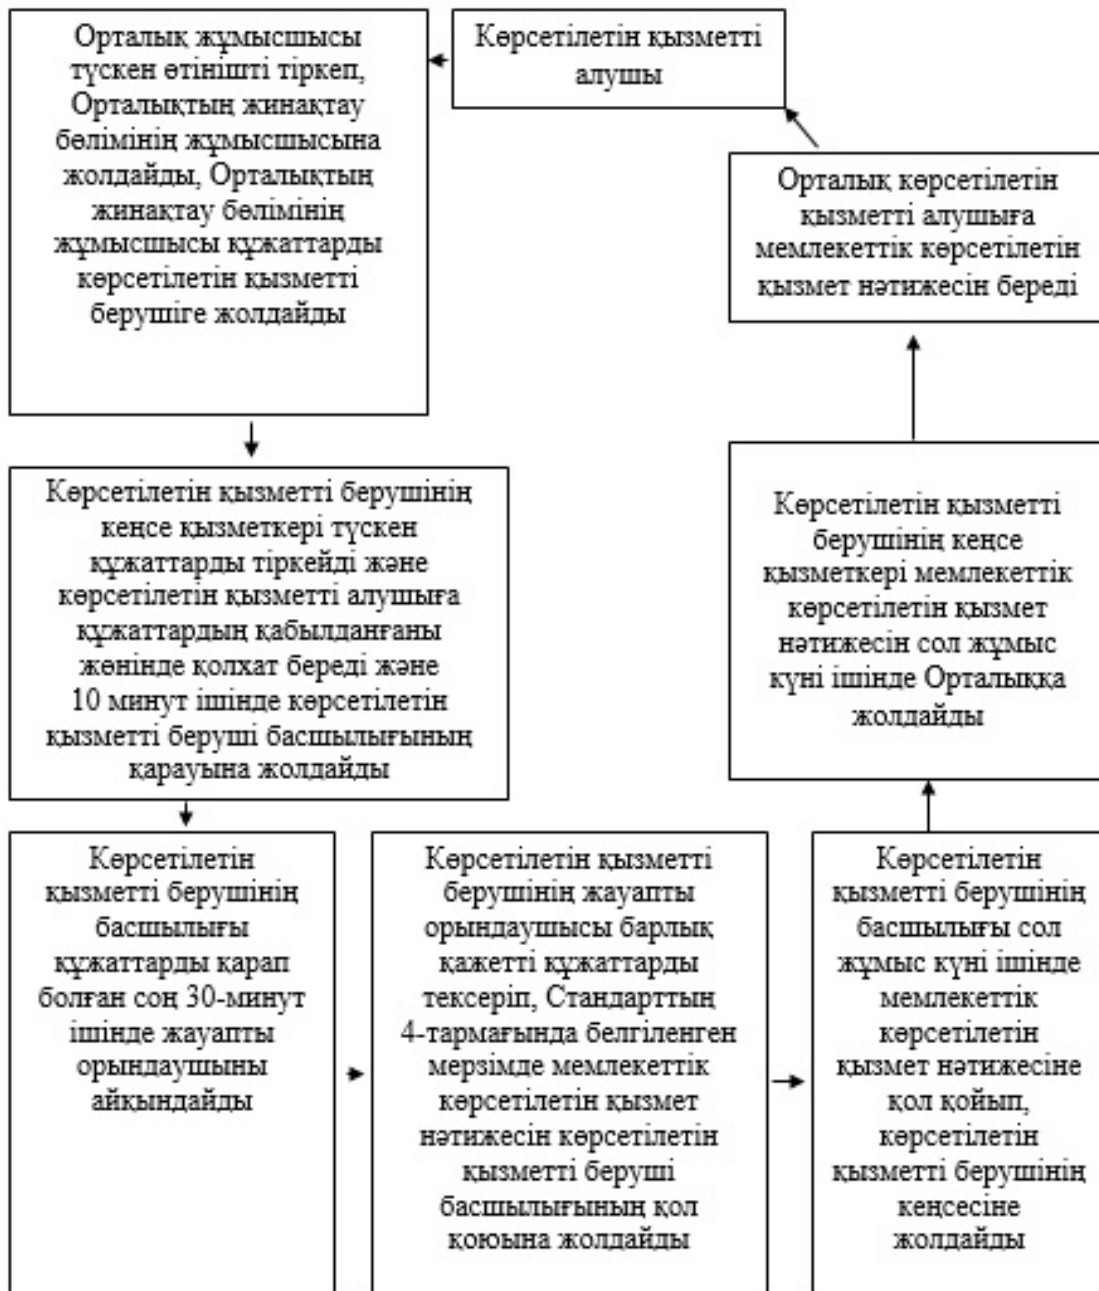 Орталық жұмысшысы
түскен өтінішті тіркеп,
Орталықтың жинақтау
бөлімінің жұмысшысына
жолдайды, Орталықтың
жинақтау бөлімінің
жұмысшысы құжаттарды
көрсетілетін қызметті
берушіге жолдайды
Көрсетілетін қызметті
алушы
Орталық көрсетілетін
қызметті алушыға
мемлекеттік көрсетілетін
қызмет нәтижесін береді
Көрсетілетін қызметті берушінің
кеңсе қызметкері түскен
құжаттарды тіркейді және
көрсетілетін қызметті алушыға
құжаттардың қабылданғаны
жөнінде қолхат береді және
10 минут ішінде көрсетілетін
қызметті беруші басшылығының
қарауына жолдайды
Көрсетілетін қызметті
берушінің кеңсе
қызметкері мемлекеттік
көрсетілетін қызмет
нәтижесін сол жұмыс
күні ішінде Орталыққа
жолдайды
Көрсетілетін
қызметті берушінің
басшылығы
құжаттарды қарап
болған соң 30-минут
ішінде жауапты
орындаушыны
айқындайды
Көрсетілетін қызметті
берушінің жауапты
орындаушысы барлық
қажетті құжаттарды
тексеріп, Стандарттың
4-тармағында белгіленген
мерзімде мемлекеттік
көрсетілетін қызмет
нәтижесін көрсетілетін
қызметті беруші
басшылығының қол
қоюына жолдайды
Көрсетілетін
қызметті берушінің
басшылығы сол
жұмыс күні ішінде
мемлекеттік
көрсетілетін
қызмет нәтижесіне
қол қойып,
көрсетілетін
қызметті берушінің
кеңсесіне
жолдайды